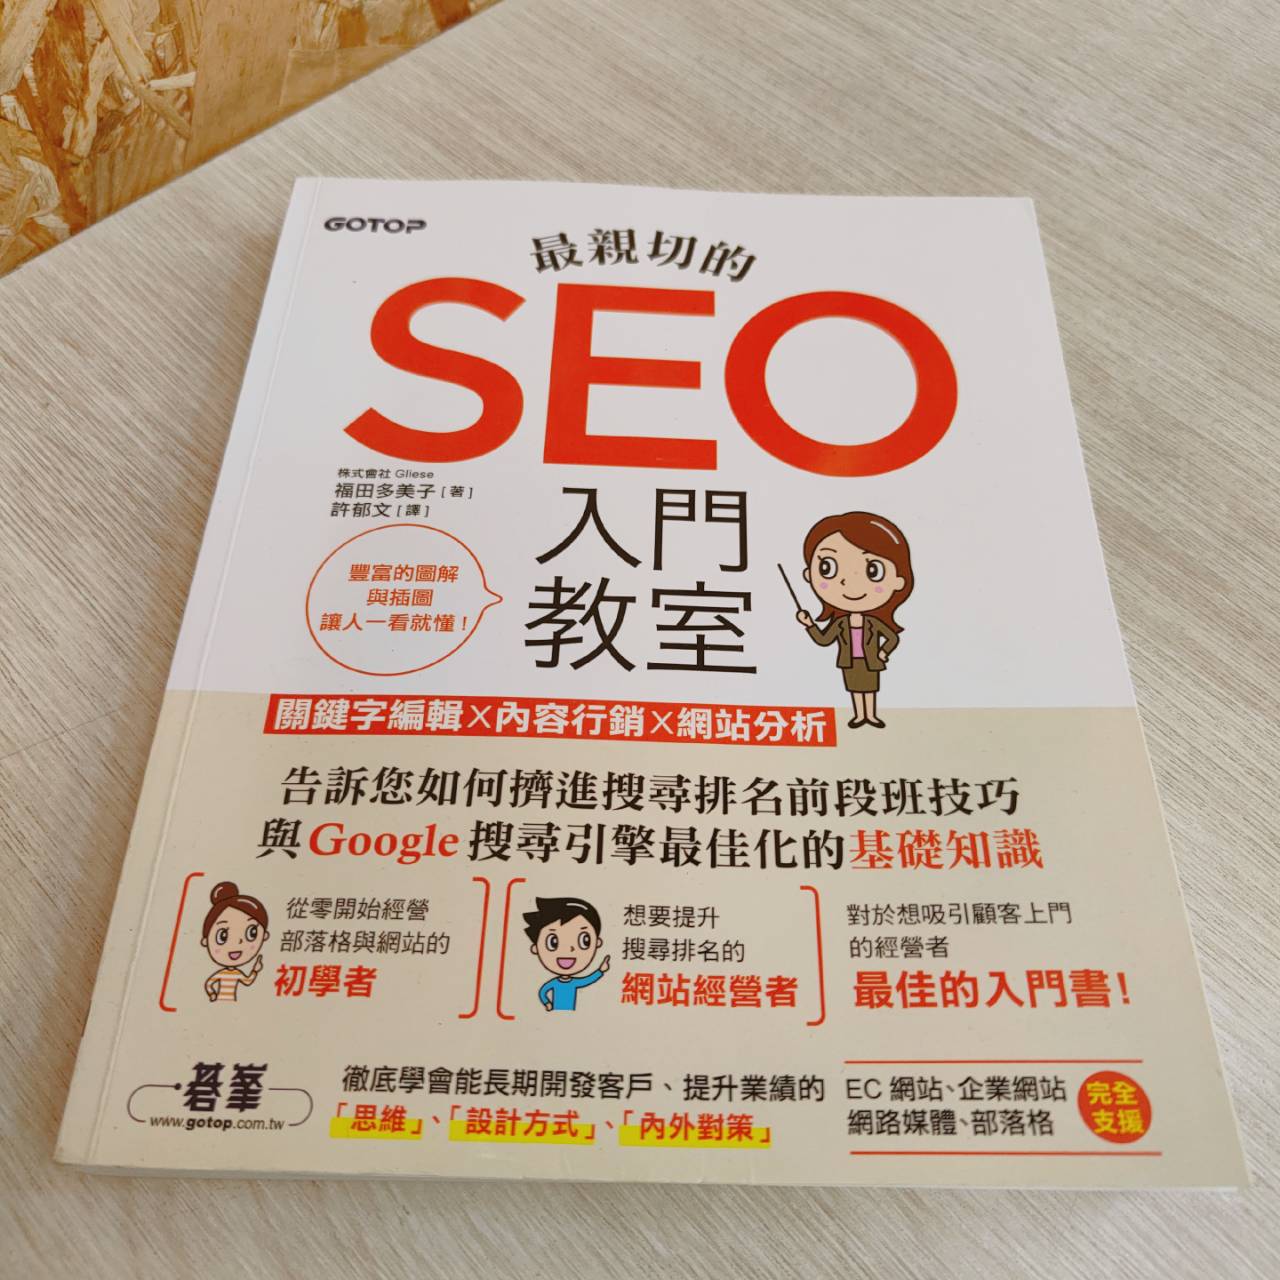 GOTOP
最親切的
SEO
株式會社 Gliese
福田多美子[著]
許郁文[譯]
入門
教室
豐富的圖解
與插圖
讓人一看就懂!
關鍵字編輯X內容行銷X網站分析
告訴您如何擠進搜尋排名前段班技巧
與Google搜尋引擎最佳化的基礎知識
從零開始經營
部落格與網站的
初學者
想要提升
搜尋排名的
網站經營者
對於想吸引顧客上門
的經營者
最佳的入門書!
碁峯
www.gotop.com.tw
徹底學會能長期開發客戶、提升業績的
「思維」、「設計方式」、「內外對策」
EC 網站、企業網站
網路媒體、部落格
完全
支援